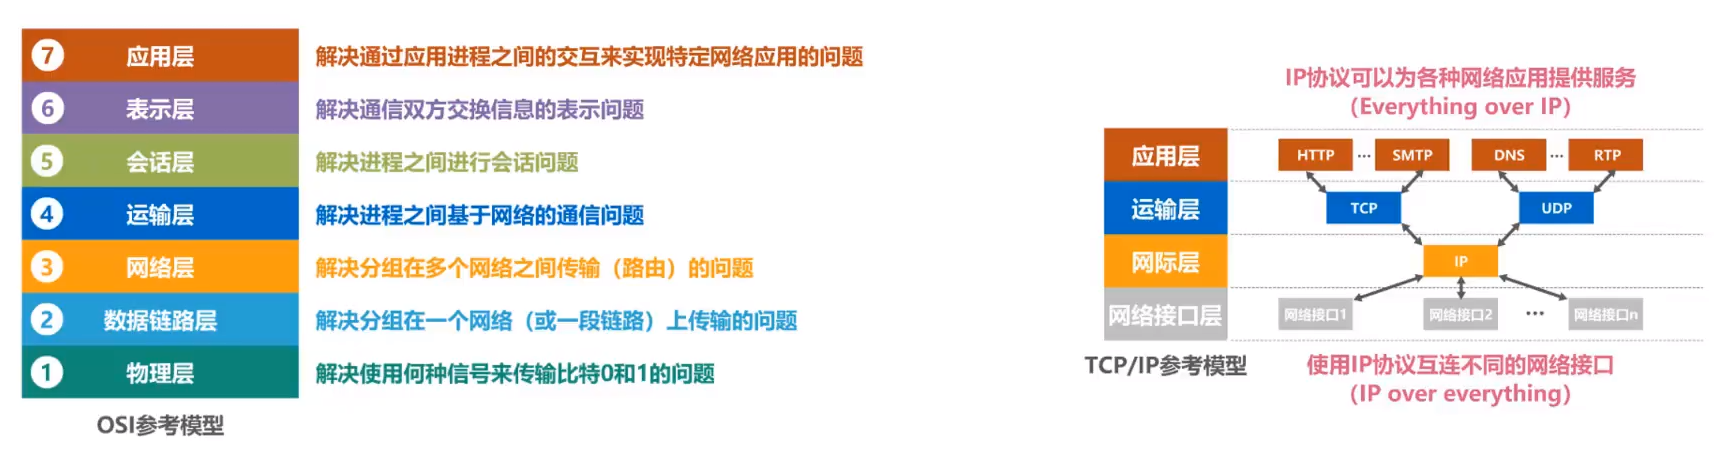 7 应用层 解决通过应用进程之间的交互来实现特定网络应用的问题
6 表示层 解决通信双方交换信息的表示问题
5 会话层 解决进程之间进行会话问题
4 运输层 解决进程之间基于网络的通信问题
3 网络层 解决分组在多个网络之间传输（路由）的问题
2 数据链路层 解决分组在一个网络（或一段链路）上传输的问题
1 物理层 解决使用何种信号来传输比特0和1的问题
OSI参考模型
IP协议可以为各种网络应用提供服务
（Everything over IP）
应用层 HTTP … SMTP DNS … RTP
运输层 TCP UDP
网际层 IP
网络接口层 网络接口1 网络接口2 … 网络接口n
TCP/IP参考模型
使用IP协议互连不同的网络接口
（IP over everything）